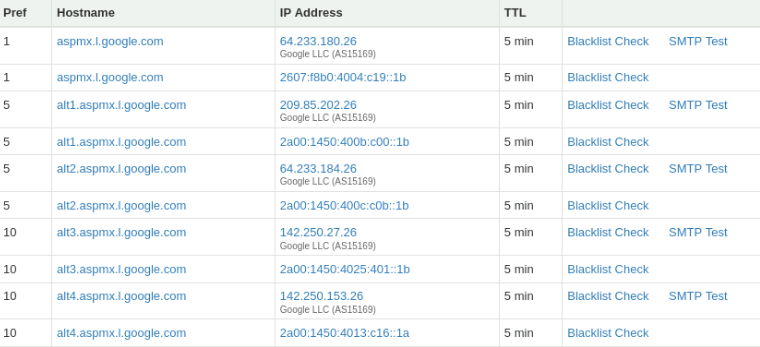 Pref Hostname IP Address TTL
1 aspmx.l.google.com 64.233.180.26 5 min Blacklist Check SMTP Test
Google LLC (AS15169)
1 aspmx.l.google.com 2607:f8b0:4004:c19::1b 5 min Blacklist Check
5 alt1.aspmx.l.google.com 209.85.202.26 5 min Blacklist Check SMTP Test
Google LLC (AS15169)
5 alt1.aspmx.l.google.com 2a00:1450:400b:c00::1b 5 min Blacklist Check
5 alt2.aspmx.l.google.com 64.233.184.26 5 min Blacklist Check SMTP Test
Google LLC (AS15169)
5 alt2.aspmx.l.google.com 2a00:1450:400c:c0b::1b 5 min Blacklist Check
10 alt3.aspmx.l.google.com 142.250.27.26 5 min Blacklist Check SMTP Test
Google LLC (AS15169)
10 alt3.aspmx.l.google.com 2a00:1450:4025:401::1b 5 min Blacklist Check
10 alt4.aspmx.l.google.com 142.250.153.26 5 min Blacklist Check SMTP Test
Google LLC (AS15169)
10 alt4.aspmx.l.google.com 2a00:1450:4013:c16::1a 5 min Blacklist Check